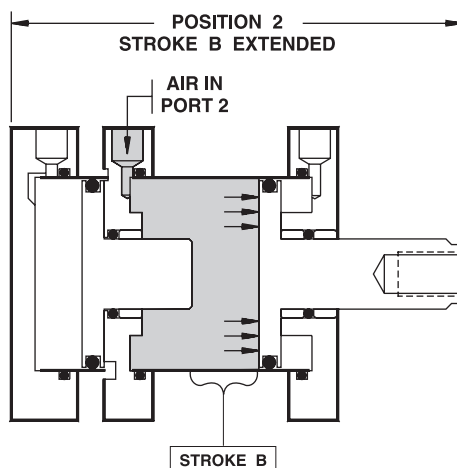 POSITION 2
STROKE B EXTENDED
AIR IN
PORT 2
STROKE B